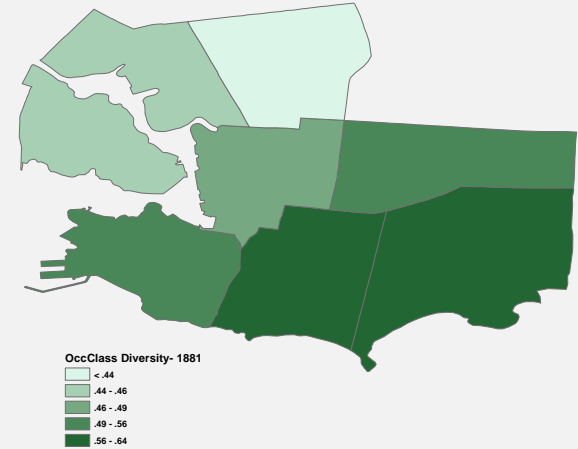 OccClass Diversity- 1881
< .44
.44 - .46
.46 - .49
.49 - .56
.56 - .64